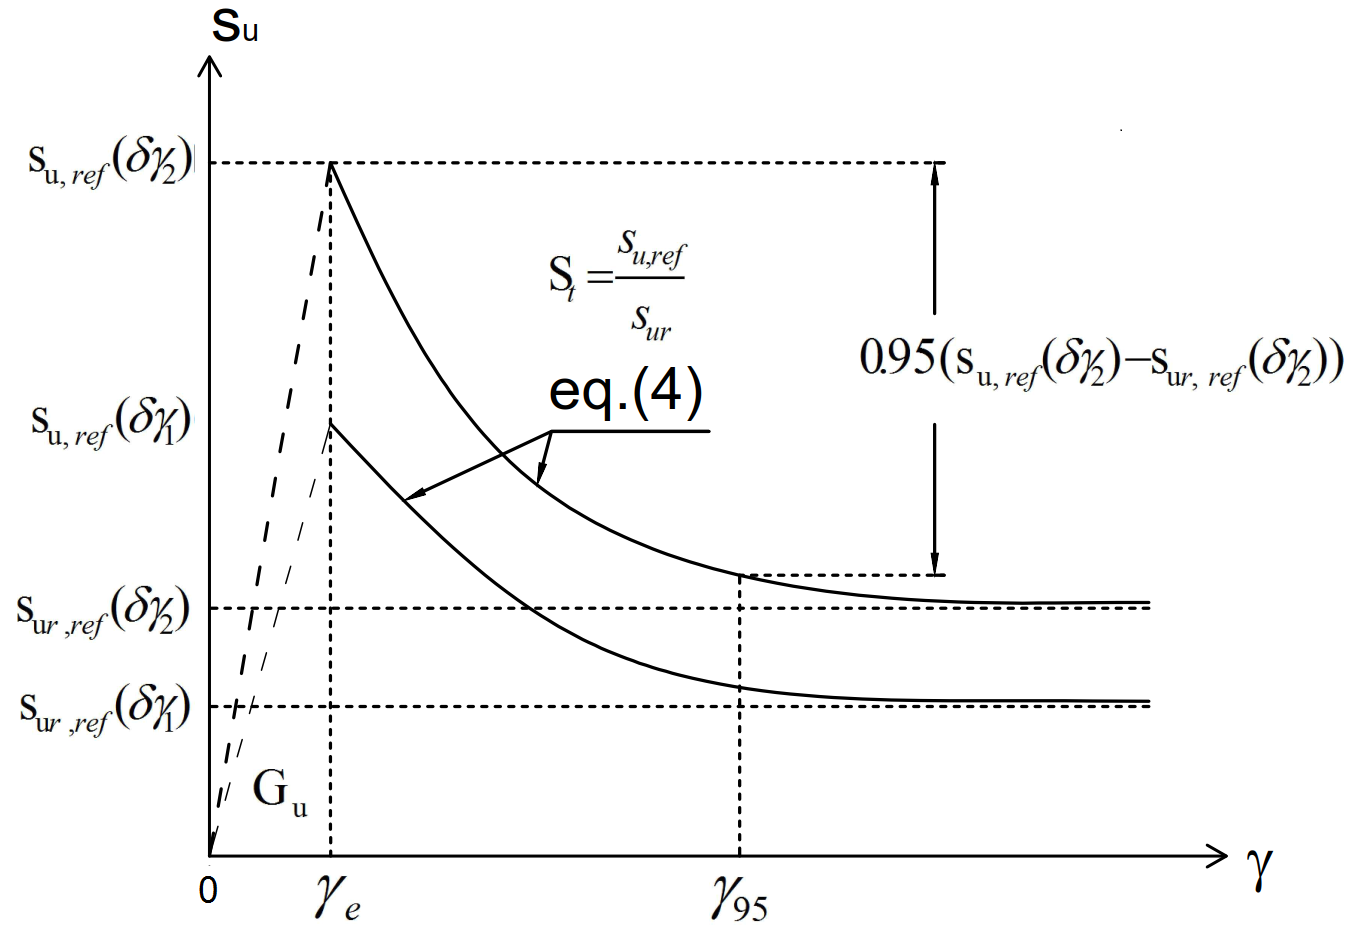 su
su, ref(δγ2)
St = su,ref / sur
0.95(su, ref(δγ2)−sur, ref(δγ2))
eq.(4)
su, ref(δγ1)
sur ,ref(δγ2)
sur ,ref(δγ1)
Gu
γ
0
γe
γ95